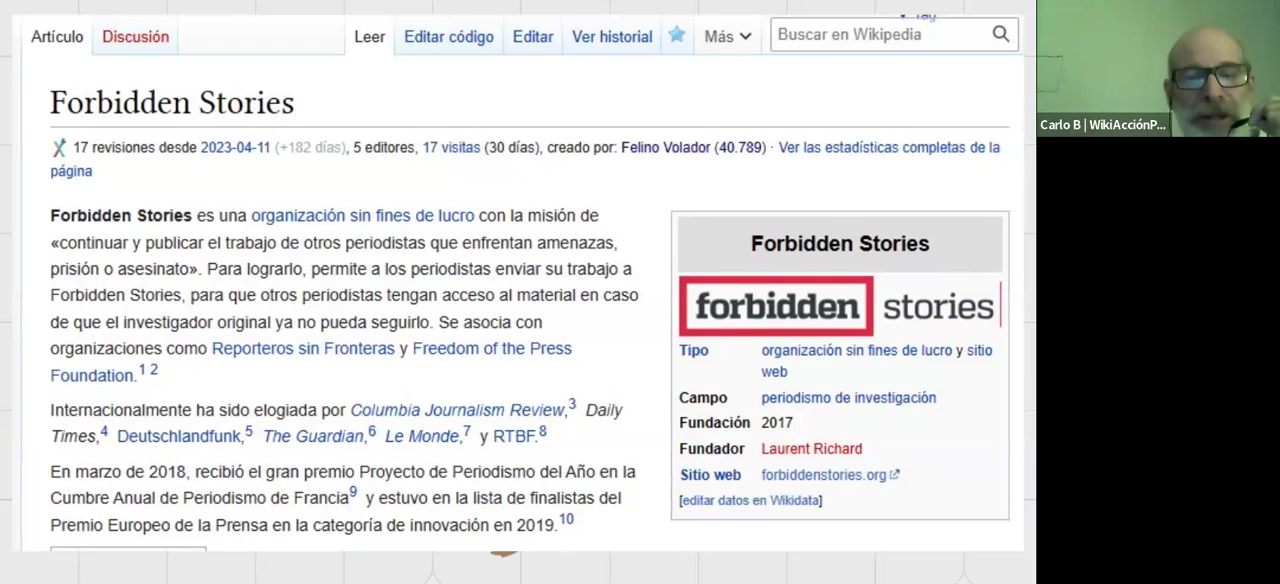 Artículo
Discusión
Leer
Editar código
Editar
Ver historial
Más
Buscar en Wikipedia
Forbidden Stories
17 revisiones desde 2023-04-11 (+182 días), 5 editores, 17 visitas (30 días), creado por: Felino Volador (40.789) · Ver las estadísticas completas de la
página
Forbidden Stories es una organización sin fines de lucro con la misión de
«continuar y publicar el trabajo de otros periodistas que enfrentan amenazas,
prisión o asesinato». Para lograrlo, permite a los periodistas enviar su trabajo a
Forbidden Stories, para que otros periodistas tengan acceso al material en caso
de que el investigador original ya no pueda seguirlo. Se asocia con
organizaciones como Reporteros sin Fronteras y Freedom of the Press
Foundation.1 2
Internacionalmente ha sido elogiada por Columbia Journalism Review,3 Daily
Times,4 Deutschlandfunk,5 The Guardian,6 Le Monde,7 y RTBF.8
En marzo de 2018, recibió el gran premio Proyecto de Periodismo del Año en la
Cumbre Anual de Periodismo de Francia9 y estuvo en la lista de finalistas del
Premio Europeo de la Prensa en la categoría de innovación en 2019.10
Forbidden Stories
forbidden stories
Tipo organización sin fines de lucro y sitio
web
Campo periodismo de investigación
Fundación 2017
Fundador Laurent Richard
Sitio web forbiddenstories.org
[editar datos en Wikidata]
Carlo B | WikiAcciónP...